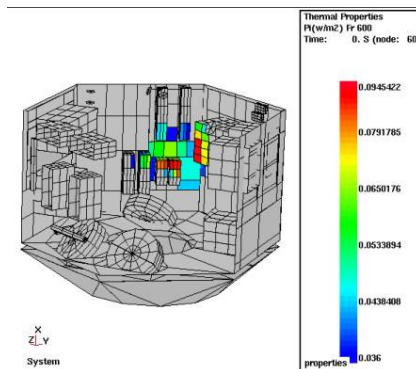 Thermal Properties
Pi(w/m2) Fr 600
Time: 0. S (node: 60
0.0945422
0.0791785
0.0650176
0.0533894
0.0438408
0.036
properties
X
Z Y
System